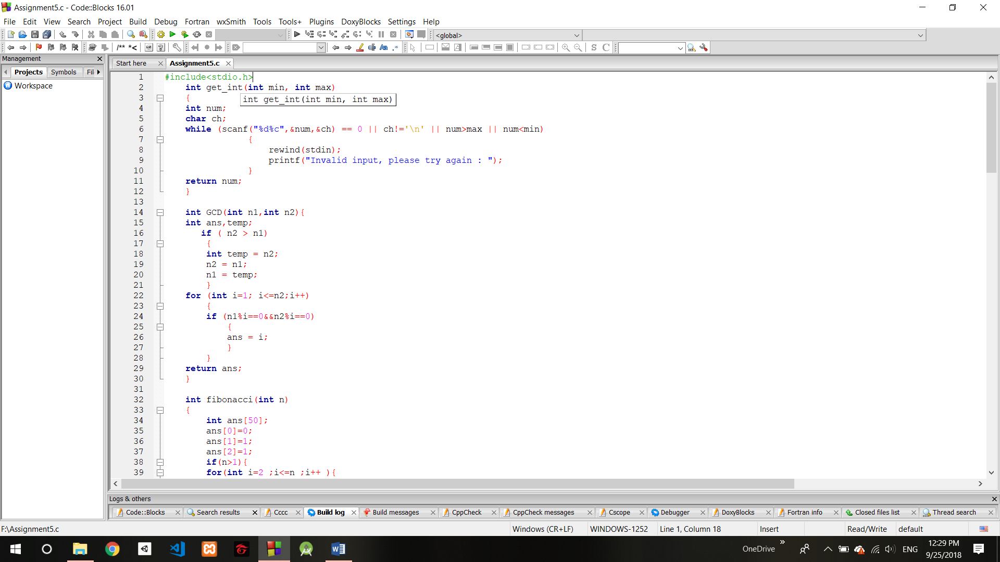 Assignment5.c - Code::Blocks 16.01
File Edit View Search Project Build Debug Fortran wxSmith Tools Tools+ Plugins DoxyBlocks Settings Help
<global>
/** *<
Management
Start here Assignment5.c
Projects Symbols Fil
Workspace
1 #include<stdio.h>
2 int get_int(int min, int max)
3 {
int get_int(int min, int max)
4 int num;
5 char ch;
6 while (scanf("%d%c",&num,&ch) == 0 || ch!='\n' || num>max || num<min)
7 {
8 rewind(stdin);
9 printf("Invalid input, please try again : ");
10 }
11 return num;
12 }
13
14 int GCD(int n1,int n2){
15 int ans,temp;
16 if ( n2 > n1)
17 {
18 int temp = n2;
19 n2 = n1;
20 n1 = temp;
21 }
22 for (int i=1; i<=n2;i++)
23 {
24 if (n1%i==0&&n2%i==0)
25 {
26 ans = i;
27 }
28 }
29 return ans;
30 }
31
32 int fibonacci(int n)
33 {
34 int ans[50];
35 ans[0]=0;
36 ans[1]=1;
37 ans[2]=1;
38 if(n>1){
39 for(int i=2 ;i<=n ;i++ ){
Logs & others
Code::Blocks Search results Cccc Build log Build messages CppCheck CppCheck messages Cscope Debugger DoxyBlocks Fortran info Closed files list Thread search
F:\Assignment5.c Windows (CR+LF) WINDOWS-1252 Line 1, Column 18 Insert Read/Write default
OneDrive ENG 12:29 PM
9/25/2018